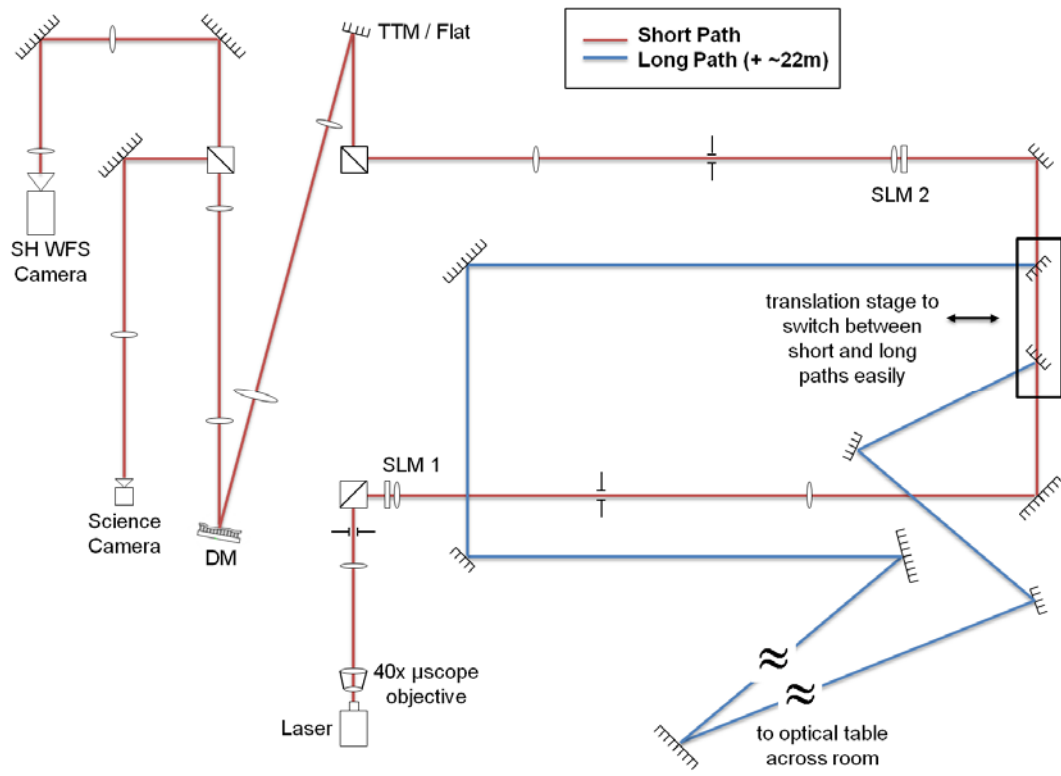 TTM / Flat
Short Path
Long Path (+ ~22m)
SLM 2
SH WFS
Camera
translation stage to
switch between
short and long
paths easily
SLM 1
Science
Camera
DM
40x µscope
objective
Laser
≈
≈
to optical table
across room